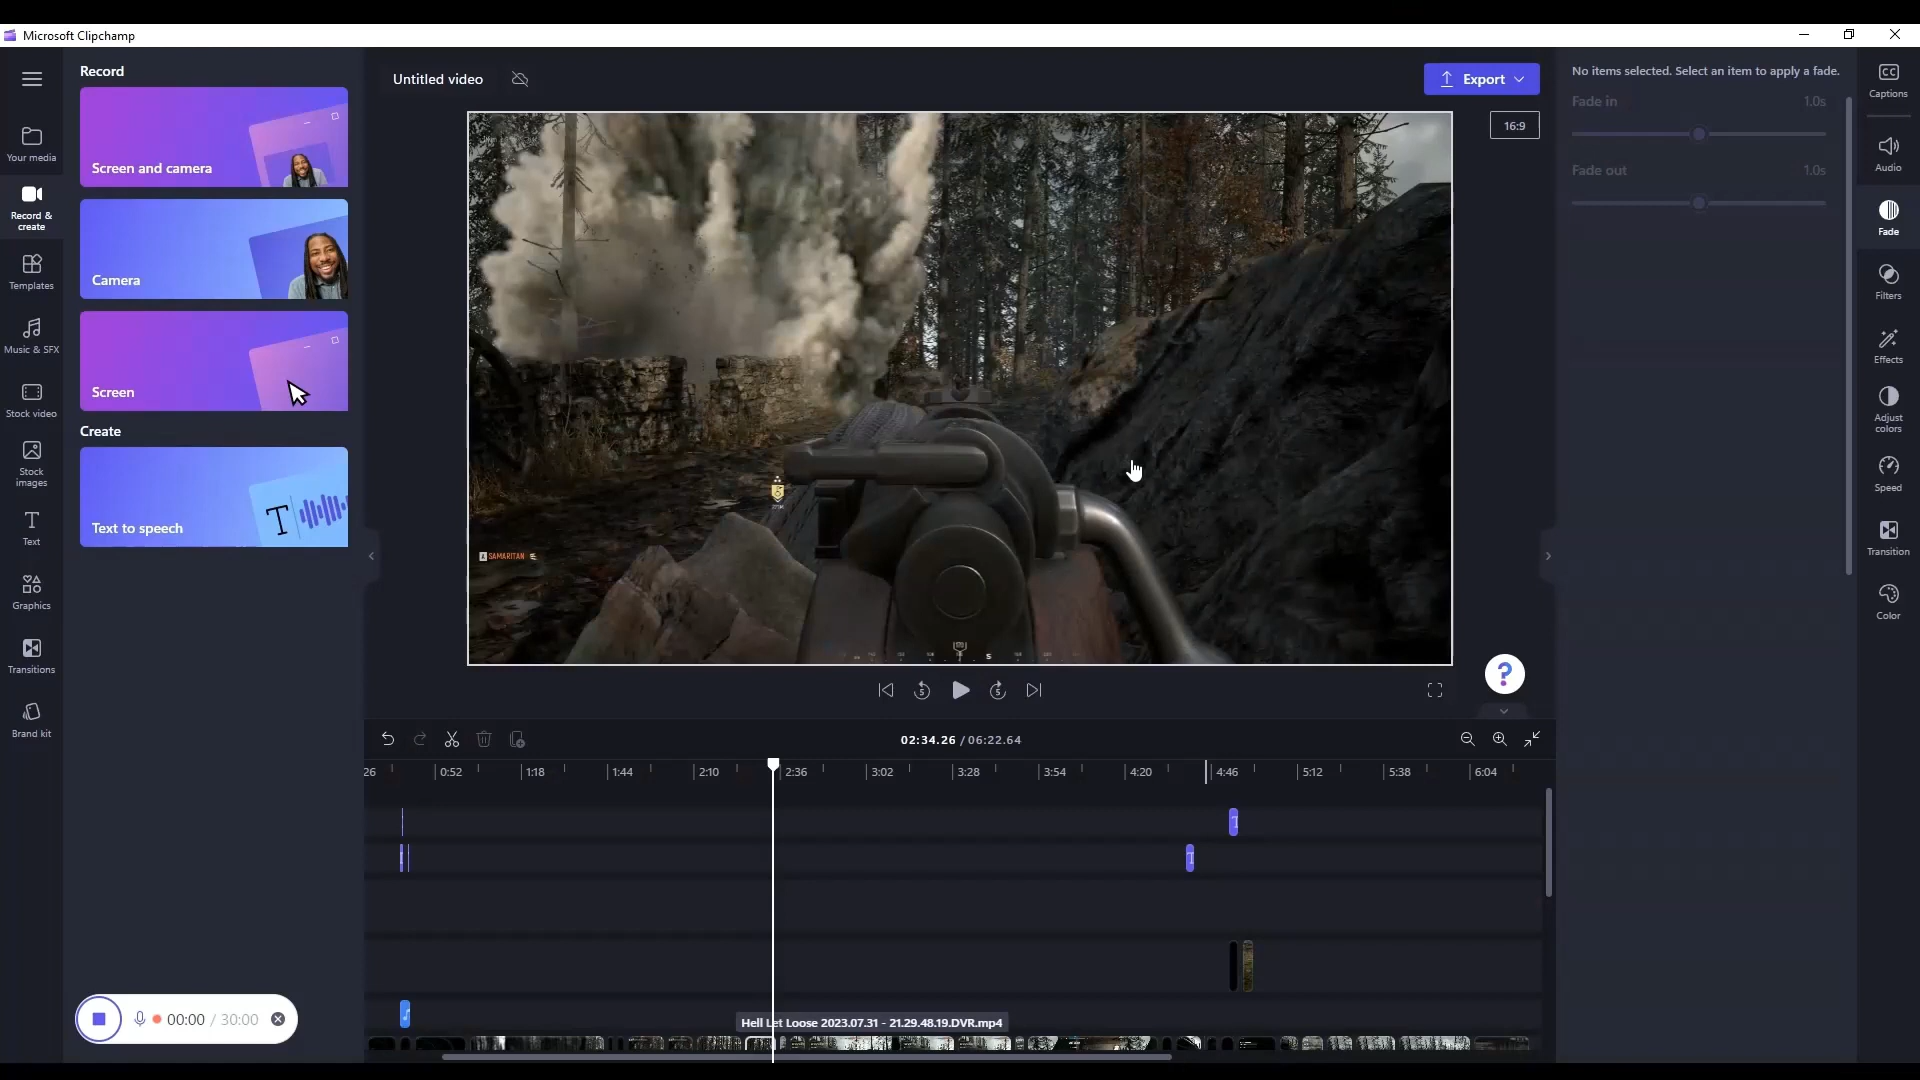 Microsoft Clipchamp
Record
Screen and camera
Camera
Screen
Create
Text to speech
Your media
Record &
create
Templates
Music & SFX
Stock video
Stock
images
Text
Graphics
Transitions
Brand kit
Untitled video
Export
16:9
SAMARITAN
S
5
5
?
No items selected. Select an item to apply a fade.
Fade in 1.0s
Fade out 1.0s
CC
Captions
Audio
Fade
Filters
Effects
Adjust
colors
Speed
Transition
Color
02:34.26 / 06:22.64
26 0:52 1:18 1:44 2:10 2:36 3:02 3:28 3:54 4:20 4:46 5:12 5:38 6:04
T
T
Hell Let Loose 2023.07.31 - 21.29.48.19.DVR.mp4
00:00 / 30:00